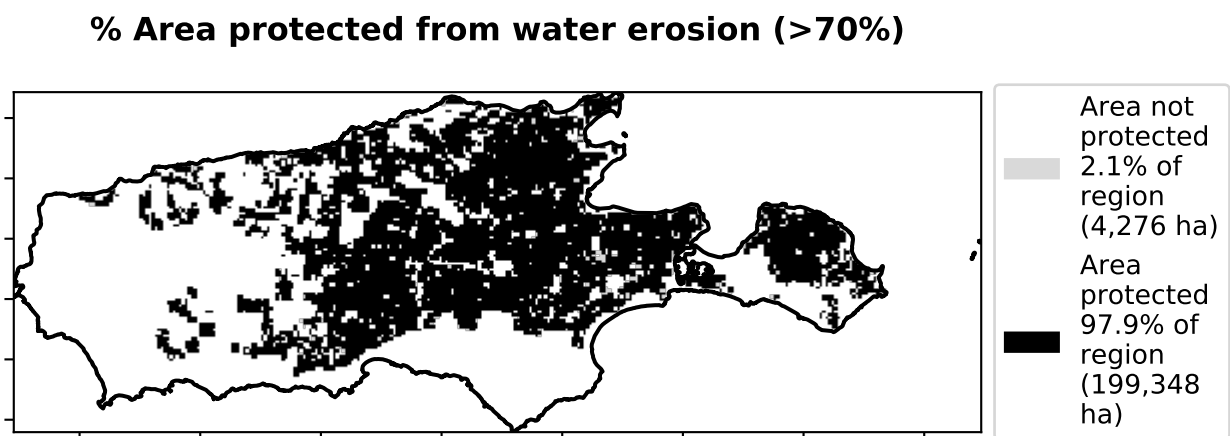 % Area protected from water erosion (>70%)
Area not
protected
2.1% of
region
(4,276 ha)
Area
protected
97.9% of
region
(199,348
ha)